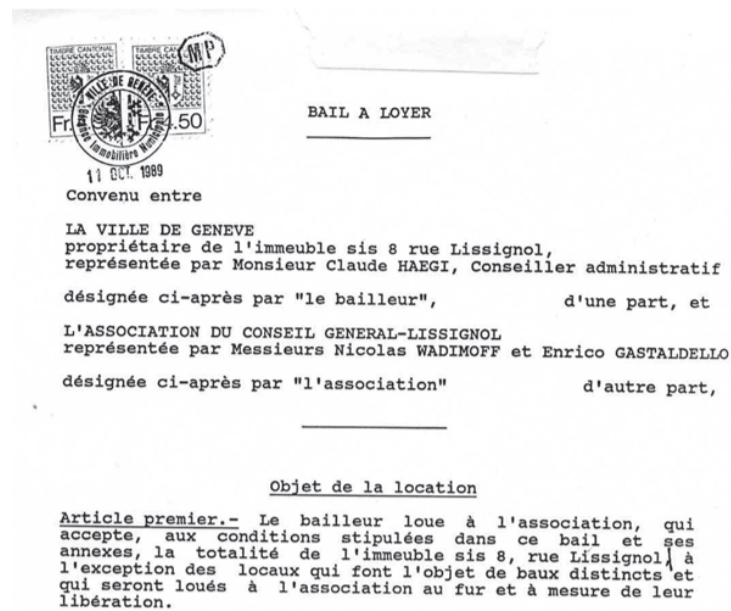 TIMBRE CANTONAL TIMBRE CANTONAL
MP
VILLE DE GENÈVE
Gérance Immobilière Municipale
Fr. Fr. .50
11 OCT. 1989
BAIL A LOYER
Convenu entre
LA VILLE DE GENEVE
propriétaire de l'immeuble sis 8 rue Lissignol,
représentée par Monsieur Claude HAEGI, Conseiller administratif
désignée ci-après par "le bailleur", d'une part, et
L'ASSOCIATION DU CONSEIL GENERAL-LISSIGNOL
représentée par Messieurs Nicolas WADIMOFF et Enrico GASTALDELLO
désignée ci-après par "l'association" d'autre part,
Objet de la location
Article premier.- Le bailleur loue à l'association, qui
accepte, aux conditions stipulées dans ce bail et ses
annexes, la totalité de l'immeuble sis 8, rue Lissignol, à
l'exception des locaux qui font l'objet de baux distincts et
qui seront loués à l'association au fur et à mesure de leur
libération.